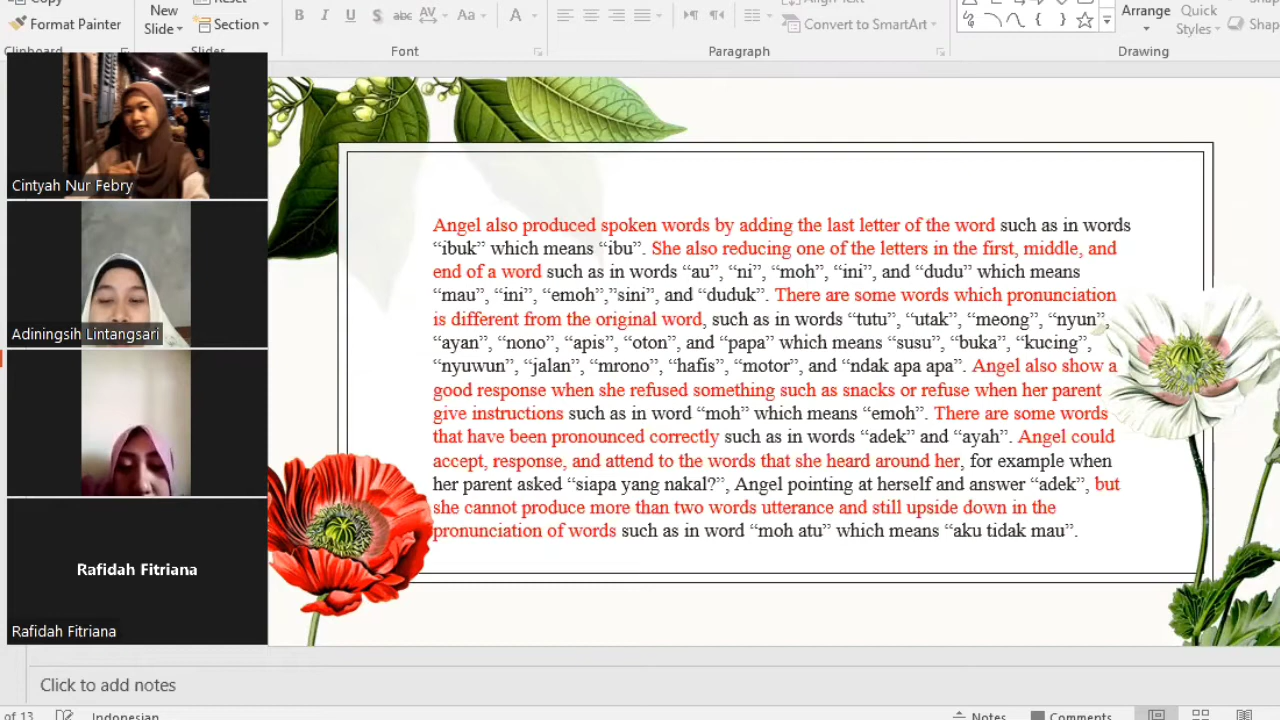 Copy
Format Painter
Clipboard
New
Slide
Reset
Section
Slides
B I U S abc AV Aa A
Font
Paragraph
Align Text
Convert to SmartArt
Arrange
Quick
Styles
Drawing
Cintyah Nur Febry
Adiningsih Lintangsari
Rafidah Fitriana
Rafidah Fitriana
Angel also produced spoken words by adding the last letter of the word such as in words
“ibuk” which means “ibu”. She also reducing one of the letters in the first, middle, and
end of a word such as in words “au”, “ni”, “moh”, “ini”, and “dudu” which means
“mau”, “ini”, “emoh”,”sini”, and “duduk”. There are some words which pronunciation
is different from the original word, such as in words “tutu”, “utak”, “meong”, “nyun”,
“ayan”, “nono”, “apis”, “oton”, and “papa” which means “susu”, “buka”, “kucing”,
“nyuwun”, “jalan”, “mrono”, “hafis”, “motor”, and “ndak apa apa”. Angel also show a
good response when she refused something such as snacks or refuse when her parent
give instructions such as in word “moh” which means “emoh”. There are some words
that have been pronounced correctly such as in words “adek” and “ayah”. Angel could
accept, response, and attend to the words that she heard around her, for example when
her parent asked “siapa yang nakal?”, Angel pointing at herself and answer “adek”, but
she cannot produce more than two words utterance and still upside down in the
pronunciation of words such as in word “moh atu” which means “aku tidak mau”.
Click to add notes
of 13
Indonesian
Notes
Comments